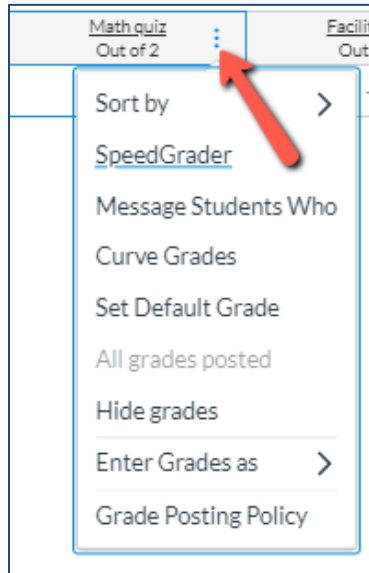 Math quiz
Out of 2
Out
Sort by
SpeedGrader
Message Students Who
Curve Grades
Set Default Grade
All grades posted
Hide grades
Enter Grades as
Grade Posting Policy